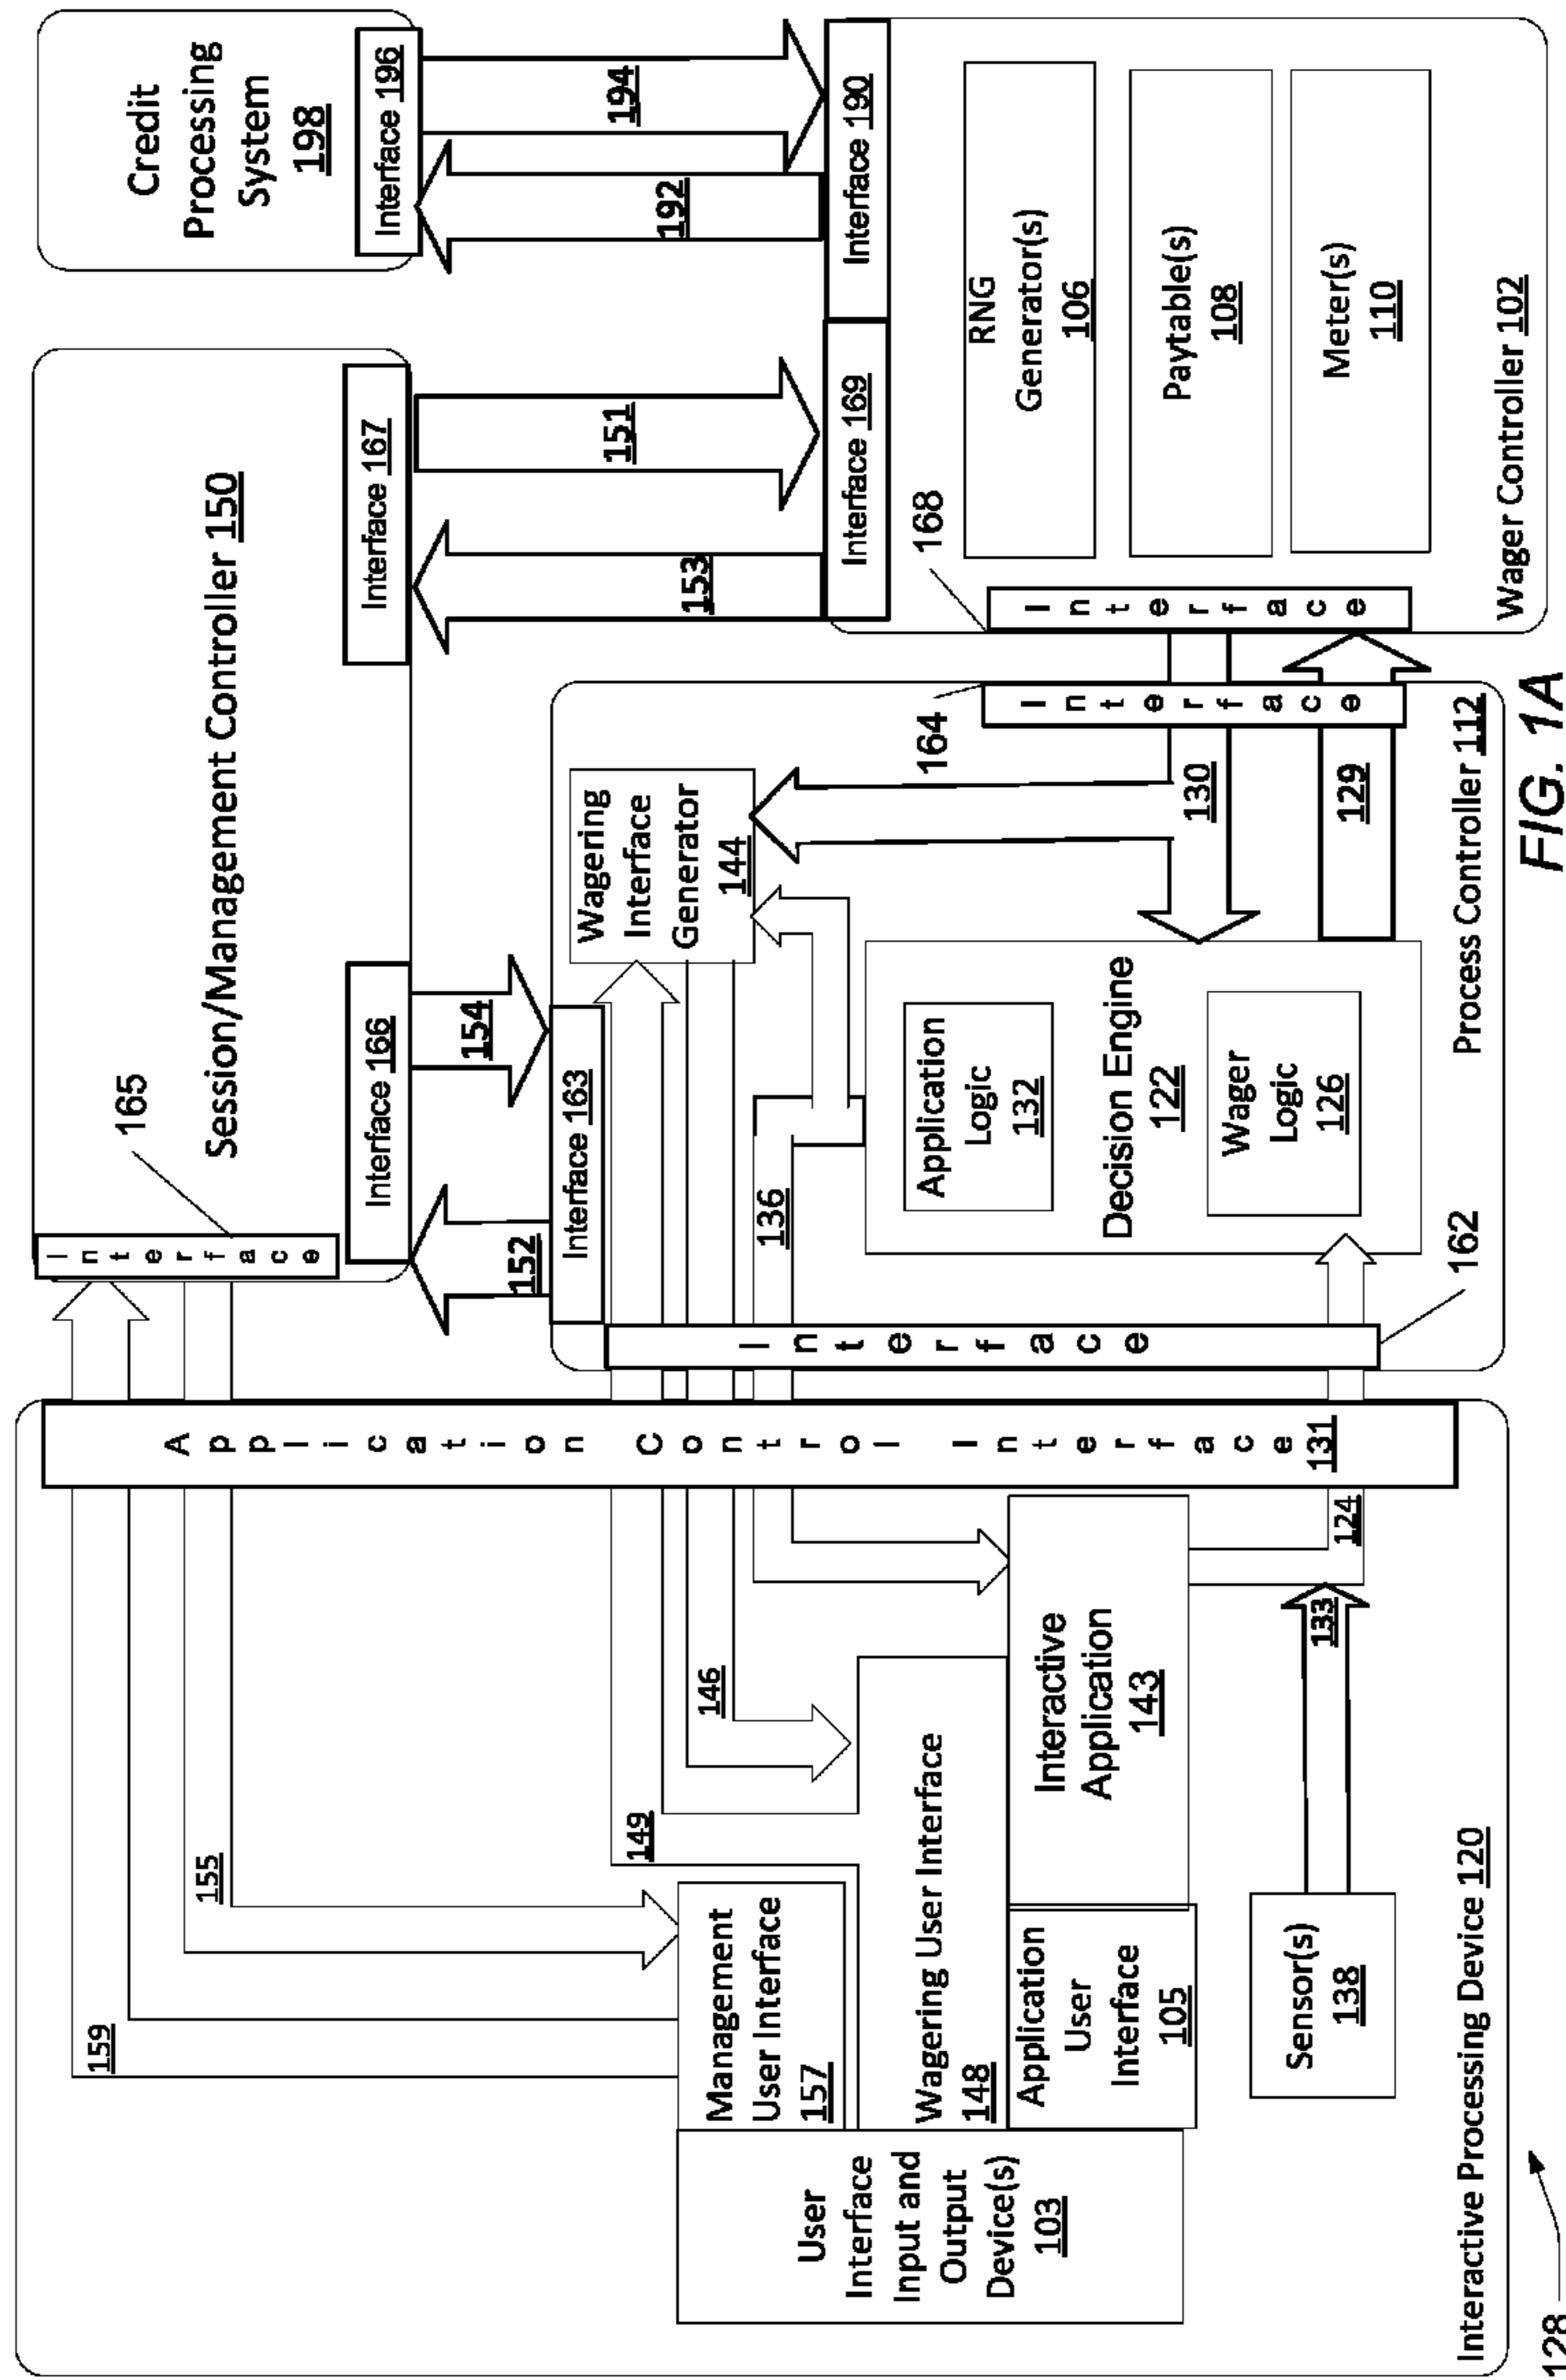 Credit
Processing
System
198
Interface 196
194
192
Interface 190
Session/Management Controller 150
Interface 167
151
153
Interface 169
165
Interface
Interface 166
154
152
RNG
Generator(s)
106
Paytable(s)
108
Meter(s)
110
Wager Controller 102
168
Interface
164
Interface
Interface 163
Wagering
Interface
Generator
144
130
129
136
Application
Logic
132
Decision Engine
122
Wager
Logic
126
Process Controller 112
162
Interface
Application Control Interface
131
159
155
149
146
124
133
Management
User Interface
157
Wagering User Interface
148
Interactive
Application
143
Application
User
Interface
105
User
Interface
Input and
Output
Device(s)
103
Sensor(s)
138
Interactive Processing Device 120
128
FIG. 1A